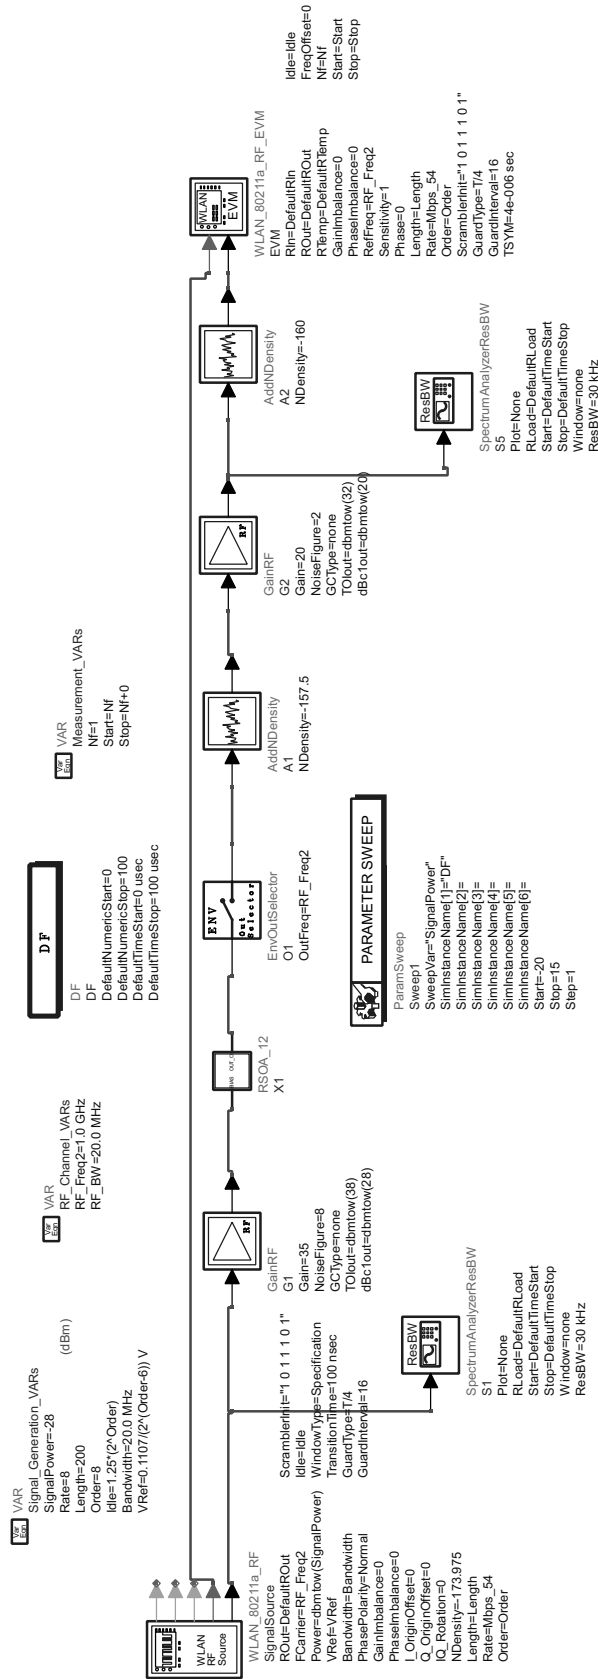 Var
Eqn
VAR
Signal_Generation_VARs
SignalPower=-28 (dBm)
Rate=8
Length=200
Order=8
Idle=1.25*(2^Order)
Bandwidth=20.0 MHz
VRef=0.1107/(2^(Order-6)) V
Var
Eqn
VAR
RF_Channel_VARs
RF_Freq2=1.0 GHz
RF_BW=20.0 MHz
DF
DF
DF
DefaultNumericStart=0
DefaultNumericStop=100
DefaultTimeStart=0 usec
DefaultTimeStop=100 usec
Var
Eqn
VAR
Measurement_VARs
Nf=1
Start=Nf
Stop=Nf+0
WLAN
RF
Source
WLAN_80211a_RF
SignalSource
ROut=DefaultROut
FCarrier=RF_Freq2
Power=dbmtow(SignalPower)
VRef=VRef
Bandwidth=Bandwidth
PhasePolarity=Normal
GainImbalance=0
PhaseImbalance=0
I_OriginOffset=0
Q_OriginOffset=0
IQ_Rotation=0
NDensity=-173.975
Length=Length
Rate=Mbps_54
Order=Order
ScramblerInit="1 0 1 1 1 0 1"
Idle=Idle
WindowType=Specification
TransitionTime=100 nsec
GuardType=T/4
GuardInterval=16
RF
GainRF
G1
Gain=35
NoiseFigure=8
GCType=none
TOIout=dbmtow(38)
dBc1out=dbmtow(28)
ResBW
SpectrumAnalyzerResBW
S1
Plot=None
RLoad=DefaultRLoad
Start=DefaultTimeStart
Stop=DefaultTimeStop
Window=none
ResBW=30 kHz
RSOA_12
X1
ENV
Out
Selector
EnvOutSelector
O1
OutFreq=RF_Freq2
PARAMETER SWEEP
ParamSweep
Sweep1
SweepVar="SignalPower"
SimInstanceName[1]="DF"
SimInstanceName[2]=
SimInstanceName[3]=
SimInstanceName[4]=
SimInstanceName[5]=
SimInstanceName[6]=
Start=-20
Stop=15
Step=1
AddNDensity
A1
NDensity=-157.5
RF
GainRF
G2
Gain=20
NoiseFigure=2
GCType=none
TOIout=dbmtow(32)
dBc1out=dbmtow(20)
AddNDensity
A2
NDensity=-160
ResBW
SpectrumAnalyzerResBW
S5
Plot=None
RLoad=DefaultRLoad
Start=DefaultTimeStart
Stop=DefaultTimeStop
Window=none
ResBW=30 kHz
WLAN
EVM
WLAN_80211a_RF_EVM
EVM
RIn=DefaultRIn
ROut=DefaultROut
RTemp=DefaultRTemp
GainImbalance=0
PhaseImbalance=0
RefFreq=RF_Freq2
Sensitivity=1
Phase=0
Length=Length
Rate=Mbps_54
Order=Order
ScramblerInit="1 0 1 1 1 0 1"
GuardType=T/4
GuardInterval=16
TSYM=4e-006 sec
Idle=Idle
FreqOffset=0
Nf=Nf
Start=Start
Stop=Stop